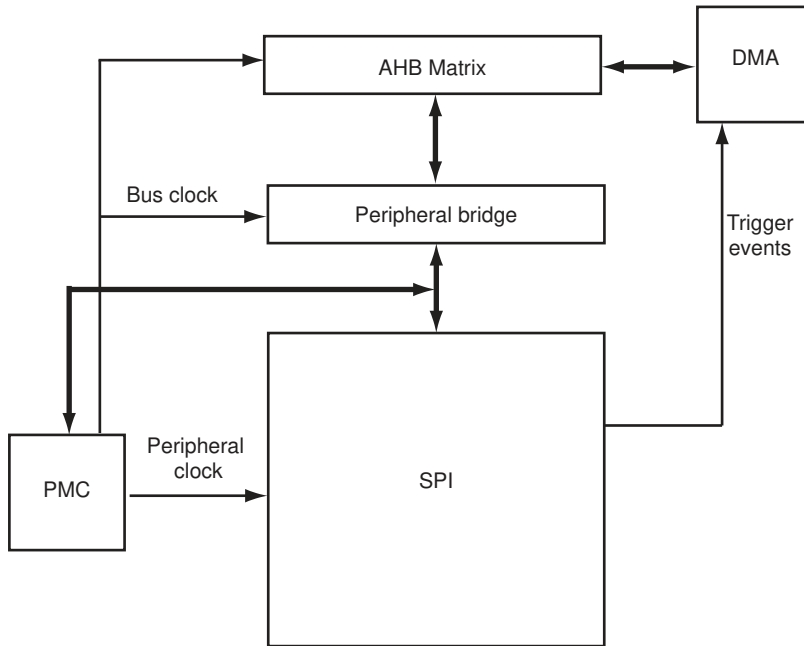 AHB Matrix
DMA
Bus clock
Peripheral bridge
Trigger
events
Peripheral
clock
PMC
SPI